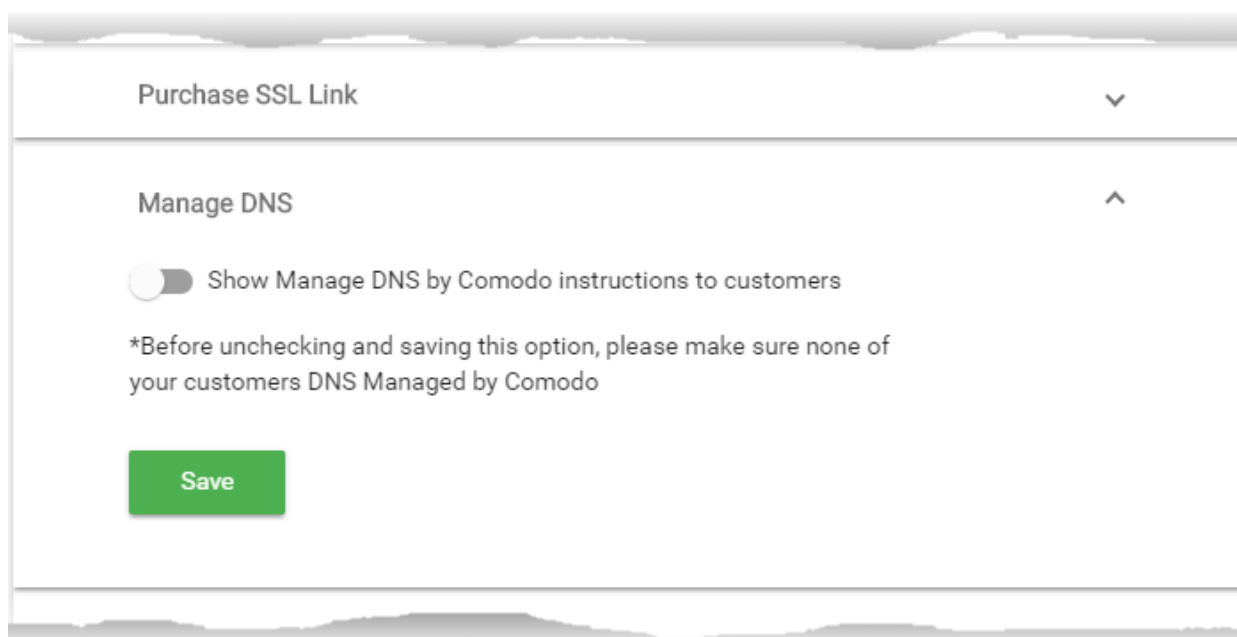 Purchase SSL Link
Manage DNS
Show Manage DNS by Comodo instructions to customers
*Before unchecking and saving this option, please make sure none of
your customers DNS Managed by Comodo
Save